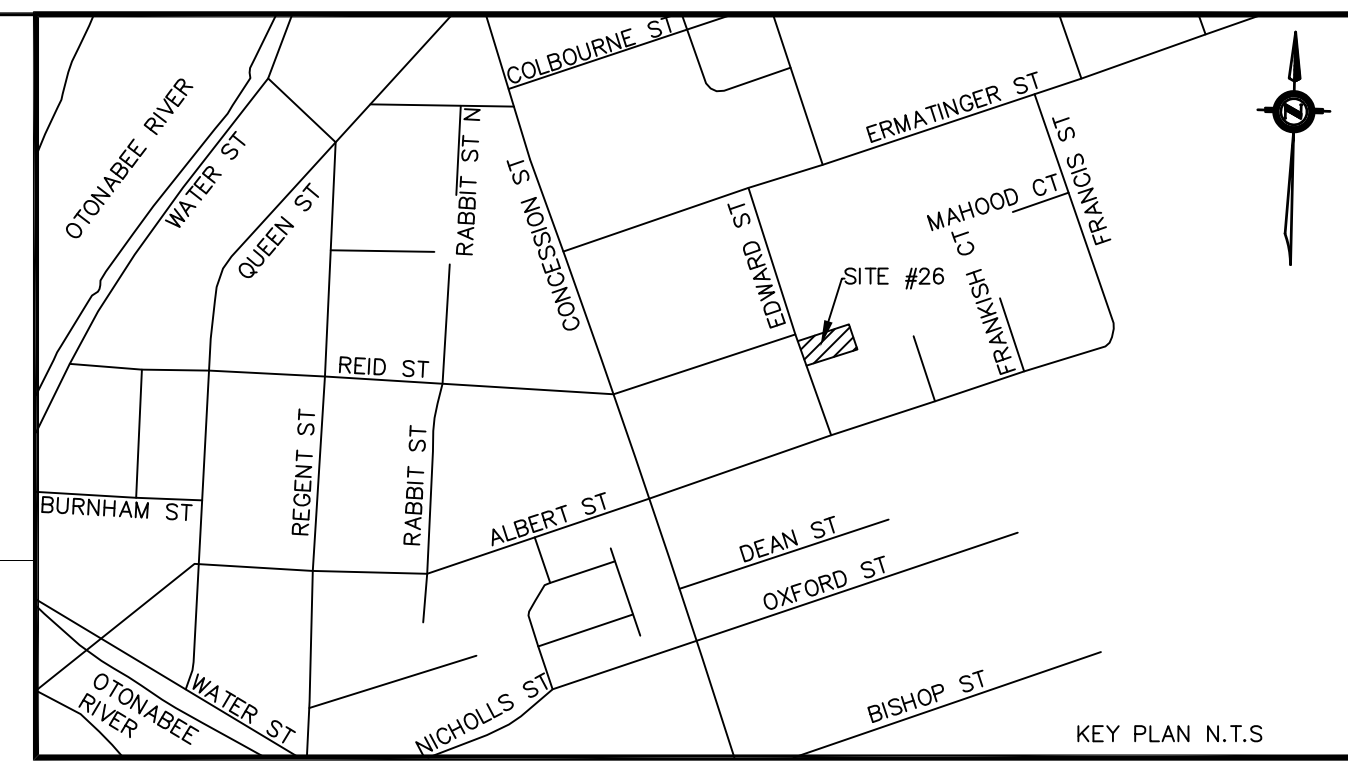 COLBOURNE ST
OTONABEE RIVER
WATER ST
QUEEN ST
RABBIT ST N
CONCESSION ST
ERMATINGER ST
FRANCIS ST
MAHOOD CT
FRANKISH CT
EDWARD ST
SITE #26
N
REID ST
REGENT ST
RABBIT ST
BURNHAM ST
ALBERT ST
DEAN ST
OXFORD ST
OTONABEE
RIVER
WATER ST
NICHOLLS ST
BISHOP ST
KEY PLAN N.T.S